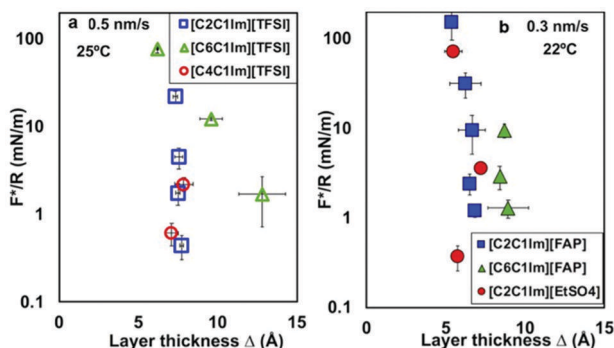 a 0.5 nm/s
25ºC
[C2C1Im][TFSI]
[C6C1Im][TFSI]
[C4C1Im][TFSI]
100
10
1
0.1
F*/R (mN/m)
0 5 10 15
Layer thickness Δ (Å)
b 0.3 nm/s
22ºC
100
10
1
0.1
F*/R (mN/m)
[C2C1Im][FAP]
[C6C1Im][FAP]
[C2C1Im][EtSO4]
0 5 10 15
Layer thickness Δ (Å)